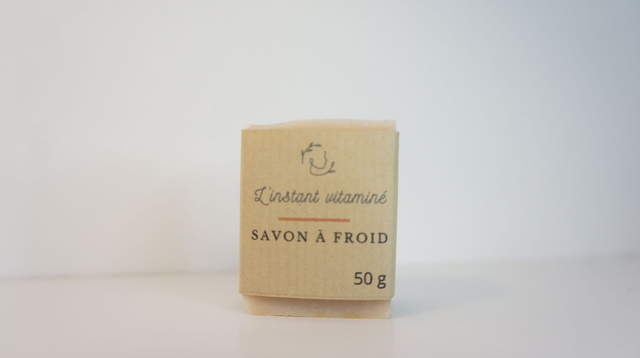 L'instant vitaminé
SAVON À FROID
50 g